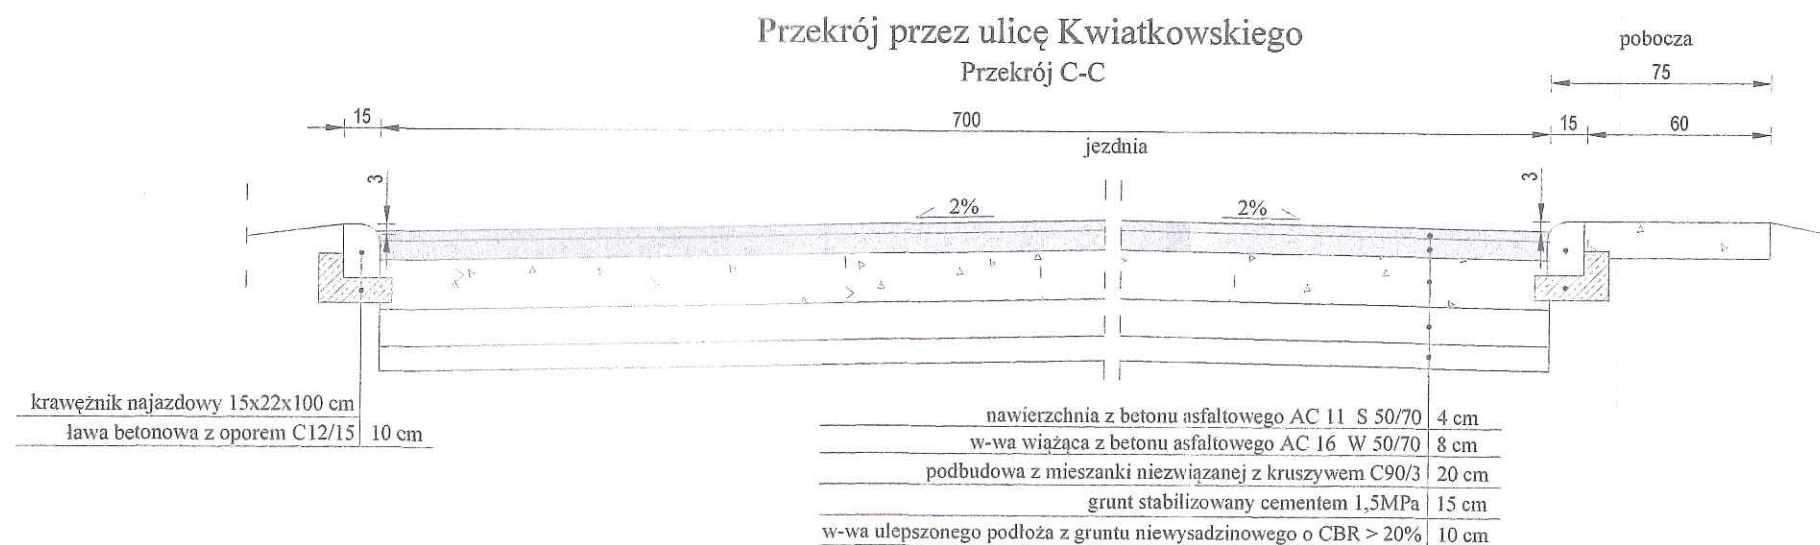 Przekrój przez ulicę Kwiatkowskiego
Przekrój C-C
pobocza
75
15
700
15
60
jezdnia
3
3
2%
2%
krawężnik najazdowy 15x22x100 cm
ława betonowa z oporem C12/15 10 cm
nawierzchnia z betonu asfaltowego AC 11 S 50/70 4 cm
w-wa wiążąca z betonu asfaltowego AC 16 W 50/70 8 cm
podbudowa z mieszanki niezwiązanej z kruszywem C90/3 20 cm
grunt stabilizowany cementem 1,5MPa 15 cm
w-wa ulepszonego podłoża z gruntu niewysadzinowego o CBR > 20% 10 cm